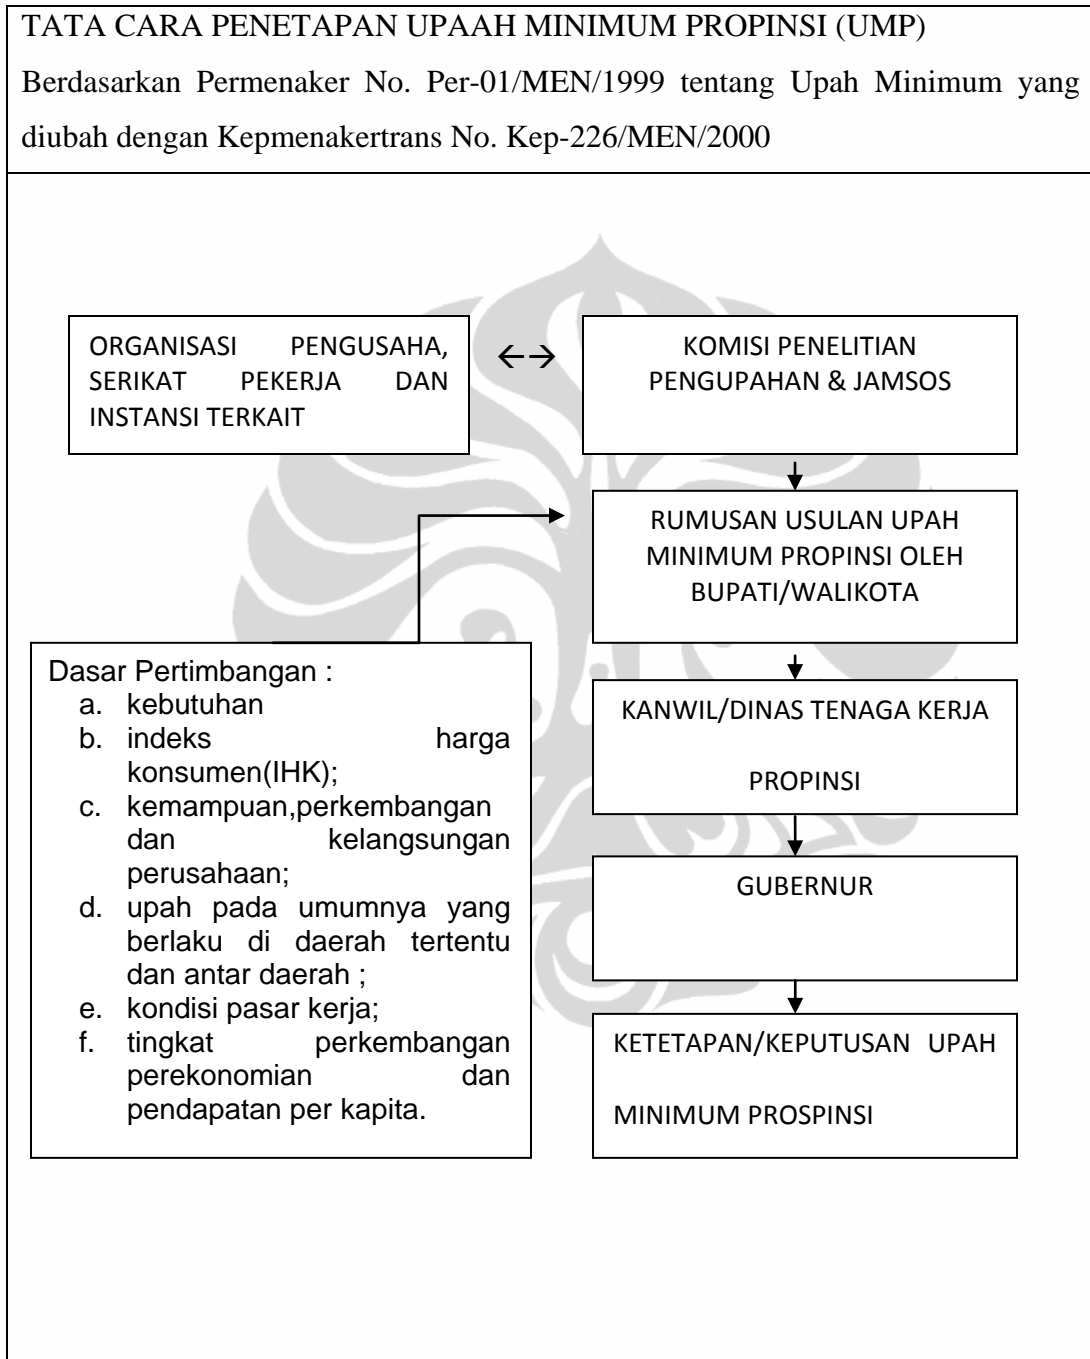 TATA CARA PENETAPAN UPAAH MINIMUM PROPINSI (UMP)
Berdasarkan Permenaker No. Per-01/MEN/1999 tentang Upah Minimum yang
diubah dengan Kepmenakertrans No. Kep-226/MEN/2000
ORGANISASI PENGUSAHA,
SERIKAT PEKERJA DAN
INSTANSI TERKAIT
←→
KOMISI PENELITIAN
PENGUPAHAN & JAMSOS
RUMUSAN USULAN UPAH
MINIMUM PROPINSI OLEH
BUPATI/WALIKOTA
Dasar Pertimbangan :
a. kebutuhan
b. indeks harga
konsumen(IHK);
c. kemampuan,perkembangan
dan kelangsungan
perusahaan;
d. upah pada umumnya yang
berlaku di daerah tertentu
dan antar daerah ;
e. kondisi pasar kerja;
f. tingkat perkembangan
perekonomian dan
pendapatan per kapita.
KANWIL/DINAS TENAGA KERJA
PROPINSI
GUBERNUR
KETETAPAN/KEPUTUSAN UPAH
MINIMUM PROSPINSI